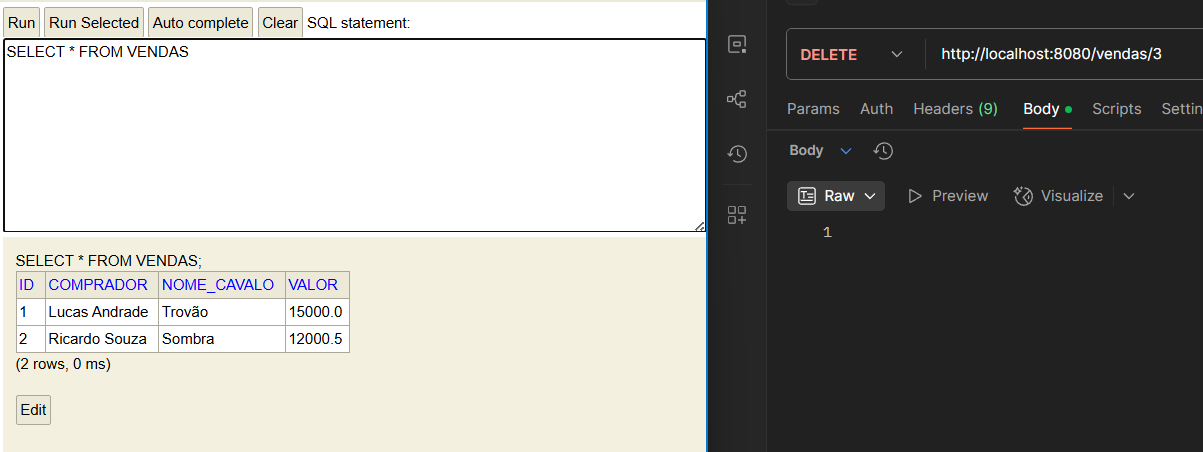 Run Run Selected Auto complete Clear SQL statement:
SELECT * FROM VENDAS
SELECT * FROM VENDAS;
ID COMPRADOR NOME_CAVALO VALOR
1 Lucas Andrade Trovão 15000.0
2 Ricardo Souza Sombra 12000.5
(2 rows, 0 ms)
Edit
DELETE http://localhost:8080/vendas/3
Params Auth Headers (9) Body Scripts Settin
Body
Raw Preview Visualize
1